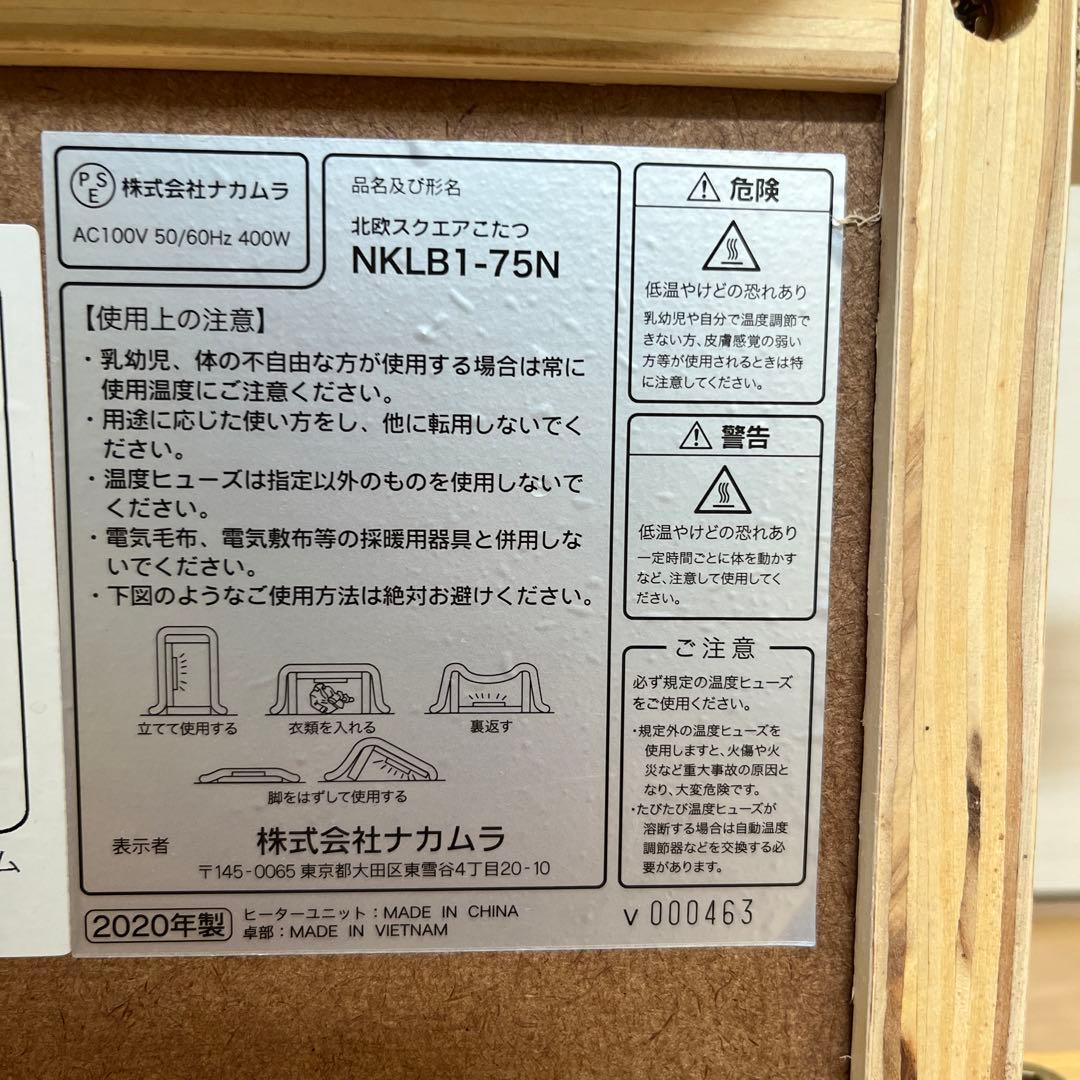 PSE 株式会社ナカムラ
AC100V 50/60Hz 400W
品名及び形名
北欧スクエアこたつ
NKLB1-75N
【使用上の注意】
・乳幼児、体の不自由な方が使用する場合は常に
使用温度にご注意ください。
・用途に応じた使い方をし、他に転用しないでく
ださい。
・温度ヒューズは指定以外のものを使用しないで
ください。
・電気毛布、電気敷布等の採暖用器具と併用しな
いでください。
・下図のようなご使用方法は絶対お避けください。
立てて使用する
衣類を入れる
裏返す
脚をはずして使用する
表示者
株式会社ナカムラ
〒145-0065 東京都大田区東雪谷4丁目20-10
危険
低温やけどの恐れあり
乳幼児や自分で温度調節で
きない方、皮膚感覚の弱い
方等が使用されるときは特
に注意してください。
警告
低温やけどの恐れあり
一定時間ごとに体を動かす
など、注意して使用してく
ださい。
ご注意
必ず規定の温度ヒューズ
をご使用ください。
・規定外の温度ヒューズを
使用しますと、火傷や火
災など重大事故の原因と
なり、大変危険です。
・たびたび温度ヒューズが
溶断する場合は自動温度
調節器などを交換する必
要があります。
2020年製
ヒーターユニット：MADE IN CHINA
卓部：MADE IN VIETNAM
V 000463
ム